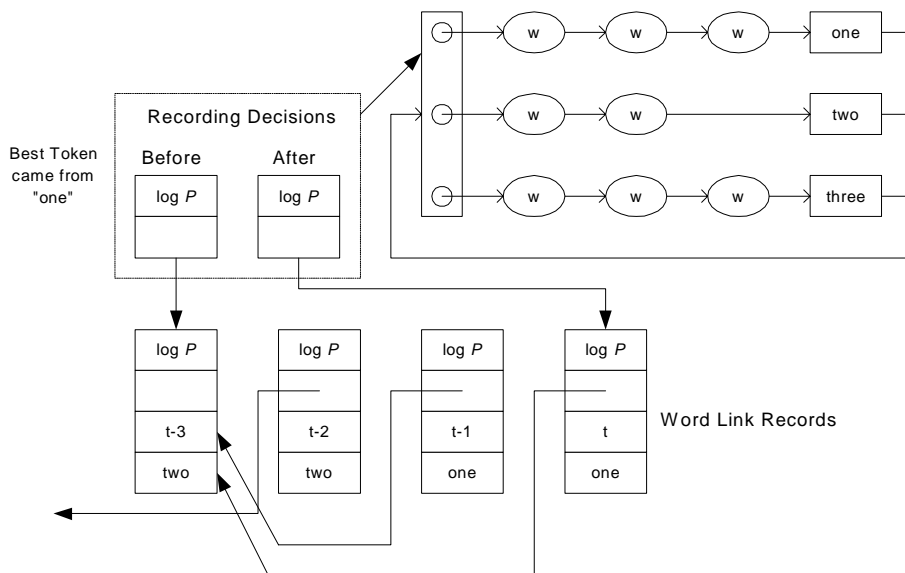 w w w one
Recording Decisions
w w two
Best Token
came from
"one"
Before After
log P log P
w w w three
log P log P log P log P
Word Link Records
t-3 t-2 t-1 t
two two one one